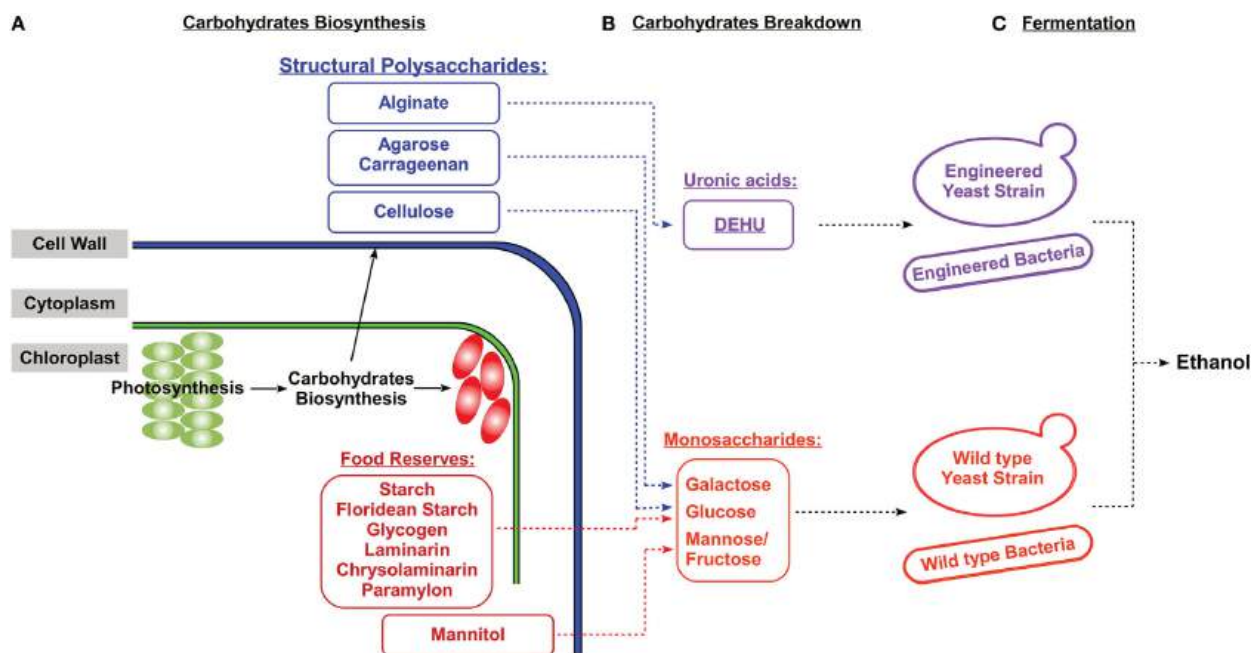 A
Carbohydrates Biosynthesis
B
Carbohydrates Breakdown
C
Fermentation
Structural Polysaccharides:
Alginate
Agarose
Carrageenan
Cellulose
Cell Wall
Cytoplasm
Chloroplast
Photosynthesis
Carbohydrates
Biosynthesis
Food Reserves:
Starch
Floridean Starch
Glycogen
Laminarin
Chrysolaminarin
Paramylon
Mannitol
Uronic acids:
DEHU
Monosaccharides:
Galactose
Glucose
Mannose/
Fructose
Engineered
Yeast Strain
Engineered Bacteria
Wild type
Yeast Strain
Wild type Bacteria
Ethanol